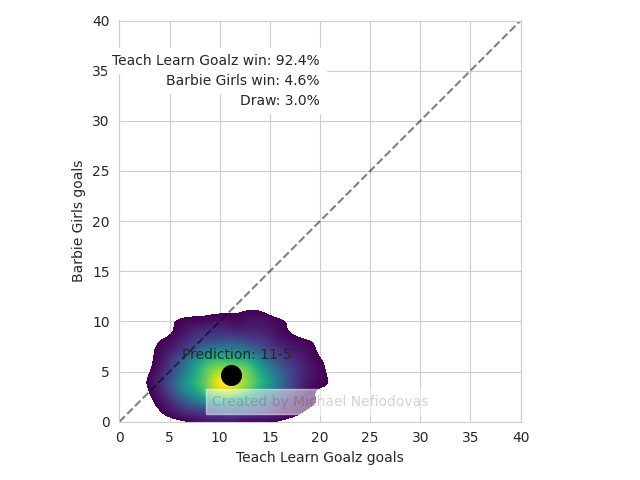 40
35
30
25
20
15
10
5
0
Barbie Girls goals
Teach Learn Goalz win: 92.4%
Barbie Girls win: 4.6%
Draw: 3.0%
Prediction: 11-5
Created by Michael Nefiodovas
0 5 10 15 20 25 30 35 40
Teach Learn Goalz goals